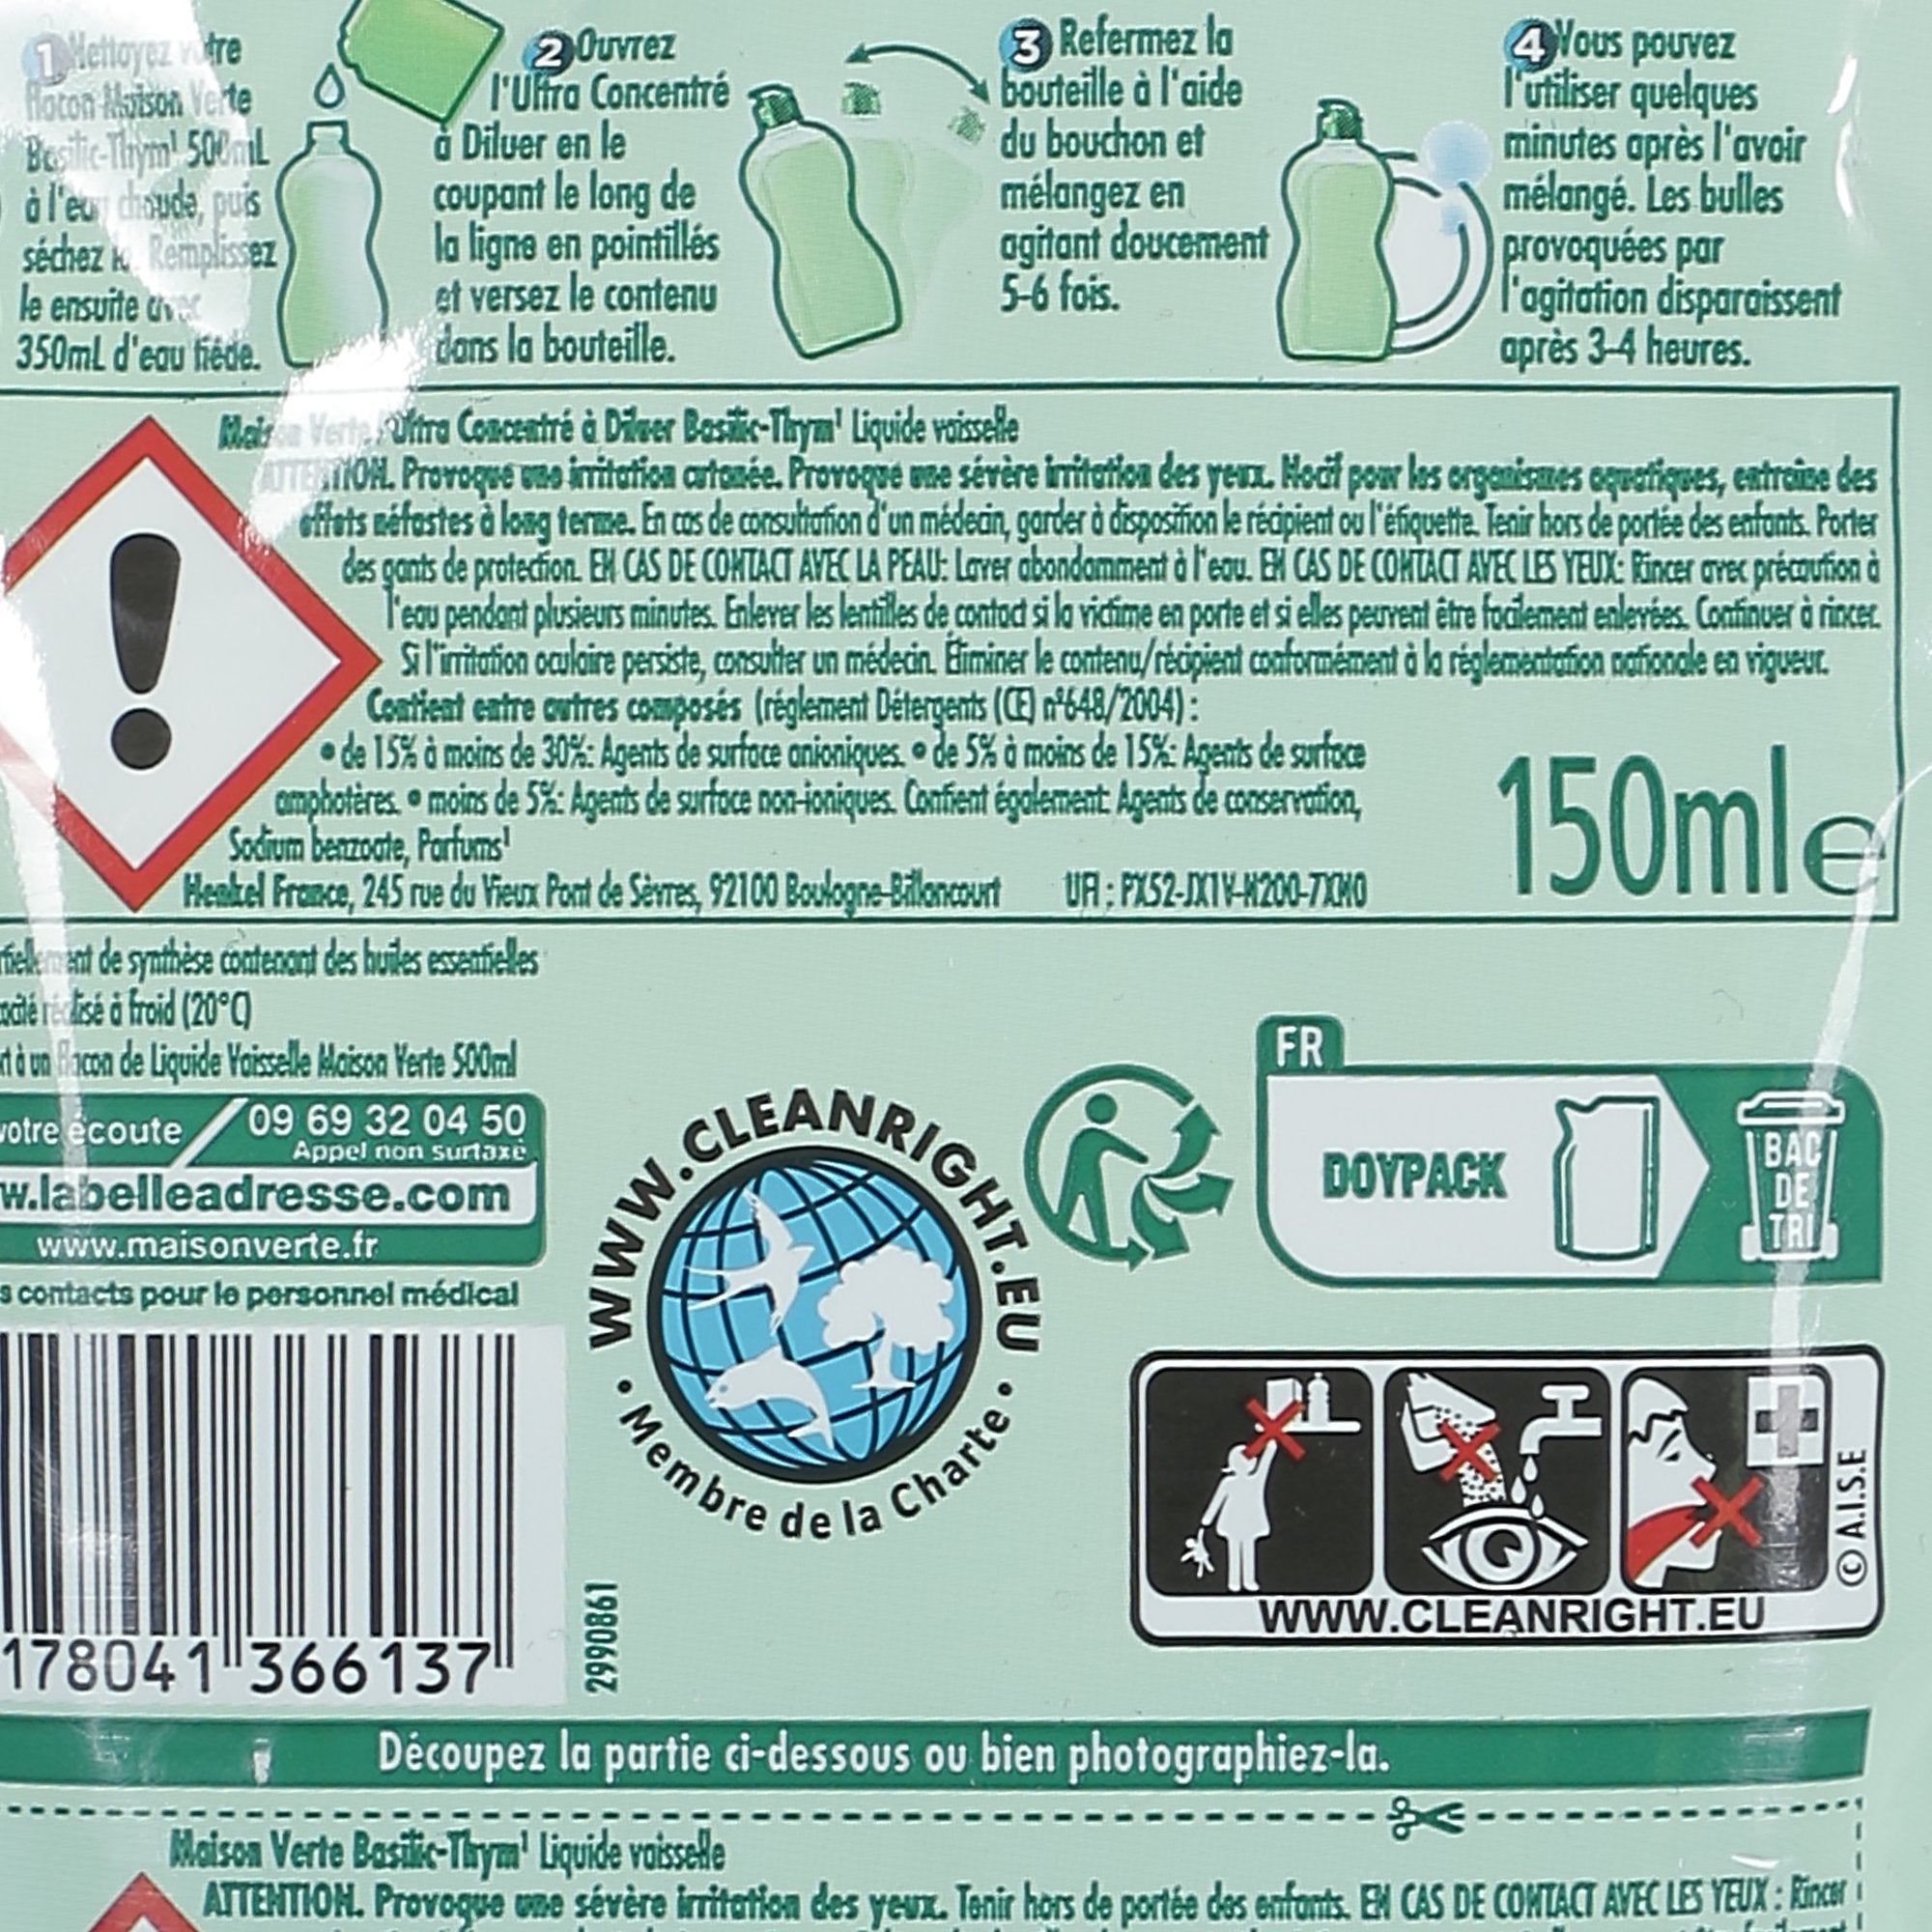 1 Nettoyez votre
flacon Maison Verte
Basilic-Thym¹ 500mL
à l'eau chaude, puis
séchez le. Remplissez
le ensuite avec
350mL d'eau tiède.
2 Ouvrez
l'Ultra Concentré
à Diluer en le
coupant le long de
la ligne en pointillés
et versez le contenu
dans la bouteille.
3 Refermez la
bouteille à l'aide
du bouchon et
mélangez en
agitant doucement
5-6 fois.
4 Vous pouvez
l'utiliser quelques
minutes après l'avoir
mélangé. Les bulles
provoquées par
l'agitation disparaissent
après 3-4 heures.
Maison Verte Ultra Concentré à Diluer Basilic-Thym¹ Liquide vaisselle
ATTENTION. Provoque une irritation cutanée. Provoque une sévère irritation des yeux. Nocif pour les organismes aquatiques, entraîne des
effets néfastes à long terme. En cas de consultation d'un médecin, garder à disposition le récipient ou l'étiquette. Tenir hors de portée des enfants. Porter
des gants de protection. EN CAS DE CONTACT AVEC LA PEAU: Laver abondamment à l'eau. EN CAS DE CONTACT AVEC LES YEUX: Rincer avec précaution à
l'eau pendant plusieurs minutes. Enlever les lentilles de contact si la victime en porte et si elles peuvent être facilement enlevées. Continuer à rincer.
Si l'irritation oculaire persiste, consulter un médecin. Éliminer le contenu/récipient conformément à la réglementation nationale en vigueur.
Contient entre autres composés (règlement Détergents (CE) n°648/2004) :
• de 15% à moins de 30%: Agents de surface anioniques. • de 5% à moins de 15%: Agents de surface
amphotères. • moins de 5%: Agents de surface non-ioniques. Contient également: Agents de conservation,
Sodium benzoate, Parfums¹
Henkel France, 245 rue du Vieux Pont de Sèvres, 92100 Boulogne-Billancourt UFI : PX52-JX1V-N200-7XM0
150ml e
de synthèse contenant des huiles essentielles
réalisé à froid (20°C)
à un flacon de Liquide Vaisselle Maison Verte 500ml
votre écoute 09 69 32 04 50
Appel non surtaxé
w.labelleadresse.com
www.maisonverte.fr
s contacts pour le personnel médical
178041 366137
2990861
WWW.CLEANRIGHT.EU
• Membre de la Charte •
FR
DOYPACK
BAC
DE
TRI
© A.I.S.E
WWW.CLEANRIGHT.EU
Découpez la partie ci-dessous ou bien photographiez-la.
Maison Verte Basilic-Thym¹ Liquide vaisselle
ATTENTION. Provoque une sévère irritation des yeux. Tenir hors de portée des enfants. EN CAS DE CONTACT AVEC LES YEUX : Rincer